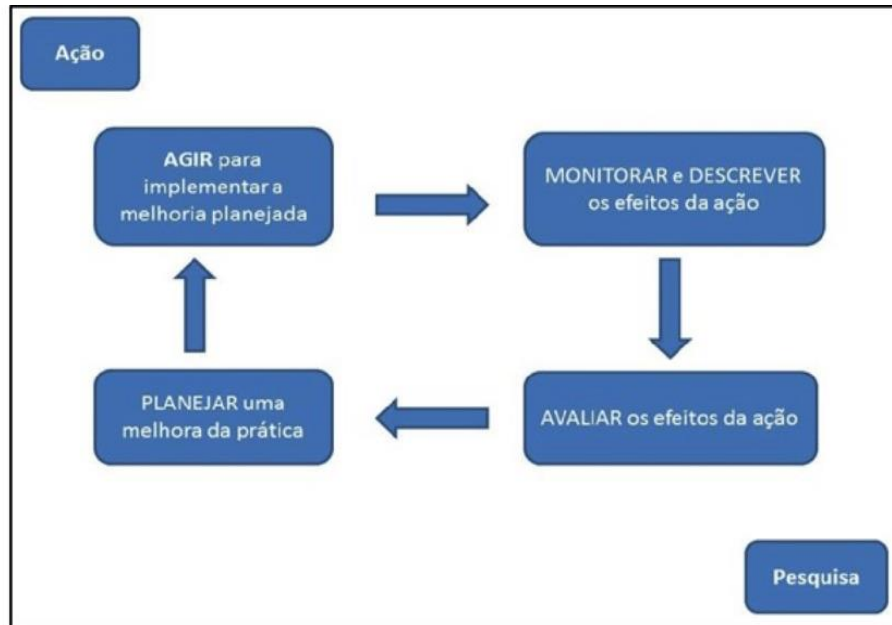 Ação
AGIR para
implementar a
melhoria planejada
MONITORAR e DESCREVER
os efeitos da ação
PLANEJAR uma
melhora da prática
AVALIAR os efeitos da ação
Pesquisa